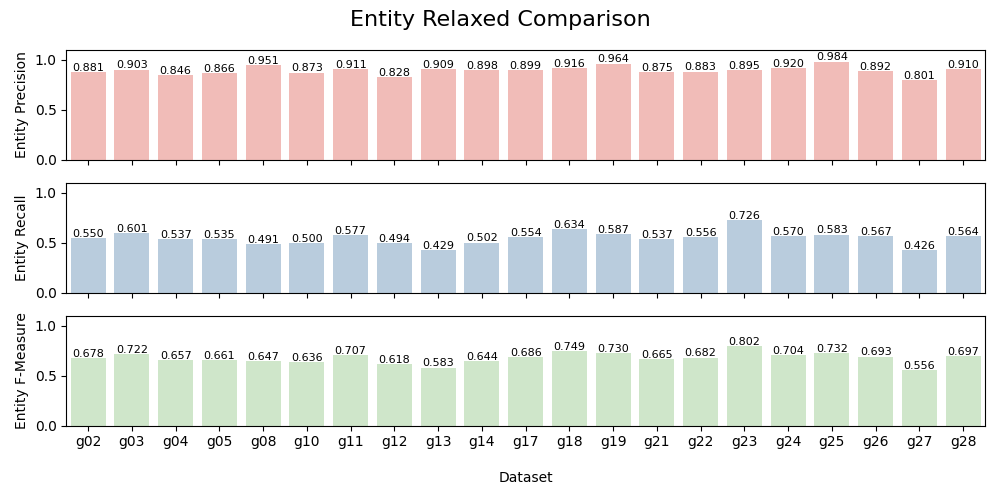 Entity Relaxed Comparison
Entity Precision
1.0
0.5
0.0
0.881 0.903 0.846 0.866 0.951 0.873 0.911 0.828 0.909 0.898 0.899 0.916 0.964 0.875 0.883 0.895 0.920 0.984 0.892 0.801 0.910
Entity Recall
1.0
0.5
0.0
0.550 0.601 0.537 0.535 0.491 0.500 0.577 0.494 0.429 0.502 0.554 0.634 0.587 0.537 0.556 0.726 0.570 0.583 0.567 0.426 0.564
Entity F-Measure
1.0
0.5
0.0
0.678 0.722 0.657 0.661 0.647 0.636 0.707 0.618 0.583 0.644 0.686 0.749 0.730 0.665 0.682 0.802 0.704 0.732 0.693 0.556 0.697
g02 g03 g04 g05 g08 g10 g11 g12 g13 g14 g17 g18 g19 g21 g22 g23 g24 g25 g26 g27 g28
Dataset